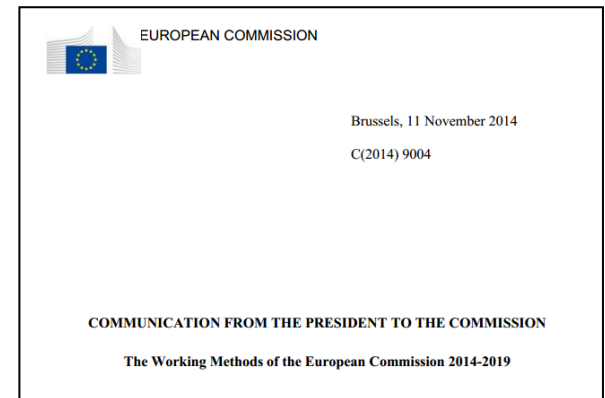 EUROPEAN COMMISSION
Brussels, 11 November 2014
C(2014) 9004
COMMUNICATION FROM THE PRESIDENT TO THE COMMISSION
The Working Methods of the European Commission 2014-2019